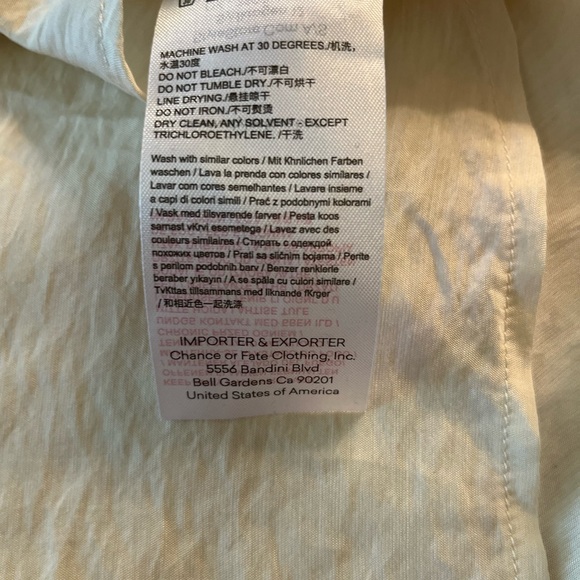 MACHINE WASH AT 30 DEGREES./机洗,
水温30度
DO NOT BLEACH./不可漂白
DO NOT TUMBLE DRY./不可烘干
LINE DRYING./悬挂晾干
DO NOT IRON./不可熨烫
DRY CLEAN, ANY SOLVENT - EXCEPT
TRICHLOROETHYLENE. /干洗
Wash with similar colors / Mit Khnlichen Farben
waschen / Lava la prenda con colores similares /
Lavar com cores semelhantes / Lavare insieme
a capi di colori simili / Prać z podobnymi kolorami
/ Vask med tilsvarende farver / Pesta koos
samast vKrvi esemetega / Lavez avec des
couleurs similaires / Стирать с одеждой
похожих цветов / Prati sa sličnim bojama / Perite
s perilom podobnih barv / Benzer renklerle
beraber yıkayın / A se spăla cu culori similare /
TvKttas tillsammans med liknande fKrger
/ 和相近色一起洗涤
IMPORTER & EXPORTER
Chance or Fate Clothing, Inc.
5556 Bandini Blvd
Bell Gardens Ca 90201
United States of America